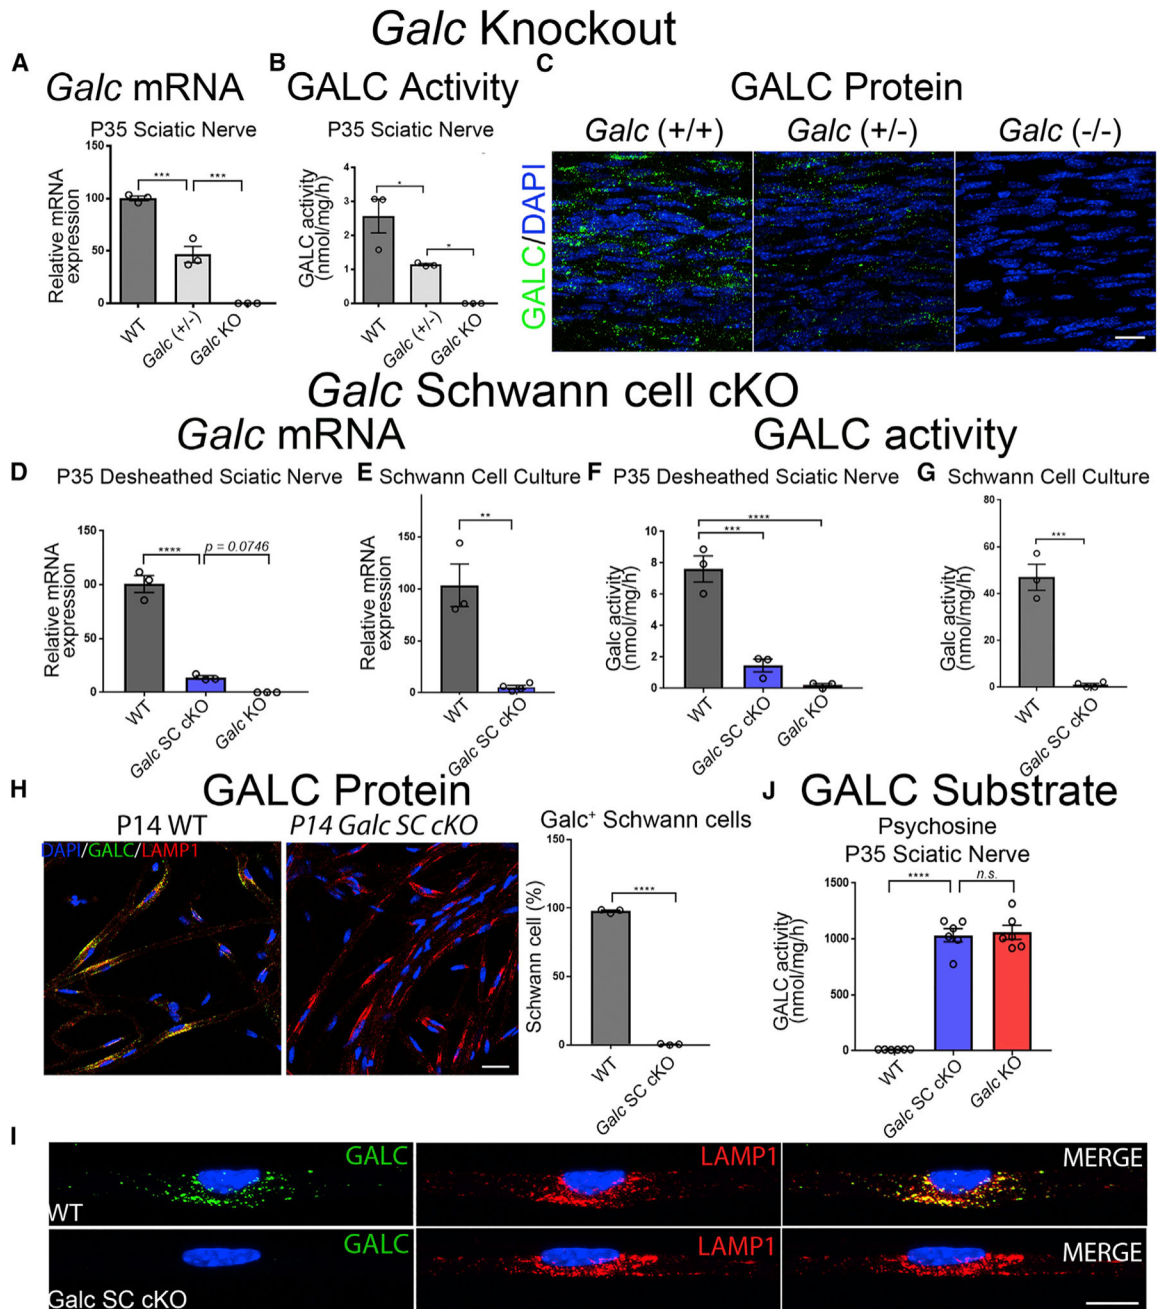 Galc Knockout
A
Galc mRNA
P35 Sciatic Nerve
Relative mRNA
expression
150
100
50
0
***
***
WT
Galc (+/-)
Galc KO
B
GALC Activity
P35 Sciatic Nerve
GALC activity
(nmol/mg/h)
4
3
2
1
0
*
*
WT
Galc (+/-)
Galc KO
C
GALC Protein
Galc (+/+)
Galc (+/-)
Galc (-/-)
GALC/DAPI
Galc Schwann cell cKO
Galc mRNA
GALC activity
D
P35 Desheathed Sciatic Nerve
Relative mRNA
expression
150
00
50
0
****
p = 0.0746
WT
Galc SC cKO
Galc KO
E
Schwann Cell Culture
Relative mRNA
expression
150
100
50
0
**
WT
Galc SC cKO
F
P35 Desheathed Sciatic Nerve
Galc activity
(nmol/mg/h)
10
8
6
4
2
0
****
***
WT
Galc SC cKO
Galc KO
G
Schwann Cell Culture
Galc activity
(nmol/mg/h)
80
60
40
20
0
***
WT
Galc SC cKO
H
GALC Protein
P14 WT
P14 Galc SC cKO
DAPI/GALC/LAMP1
Galc+ Schwann cells
Schwann cell (%)
150
100
50
0
****
WT
Galc SC cKO
J
GALC Substrate
Psychosine
P35 Sciatic Nerve
GALC activity
(nmol/mg/h)
1500
1000
500
0
****
n.s.
WT
Galc SC cKO
Galc KO
I
GALC
LAMP1
MERGE
WT
GALC
LAMP1
MERGE
Galc SC cKO